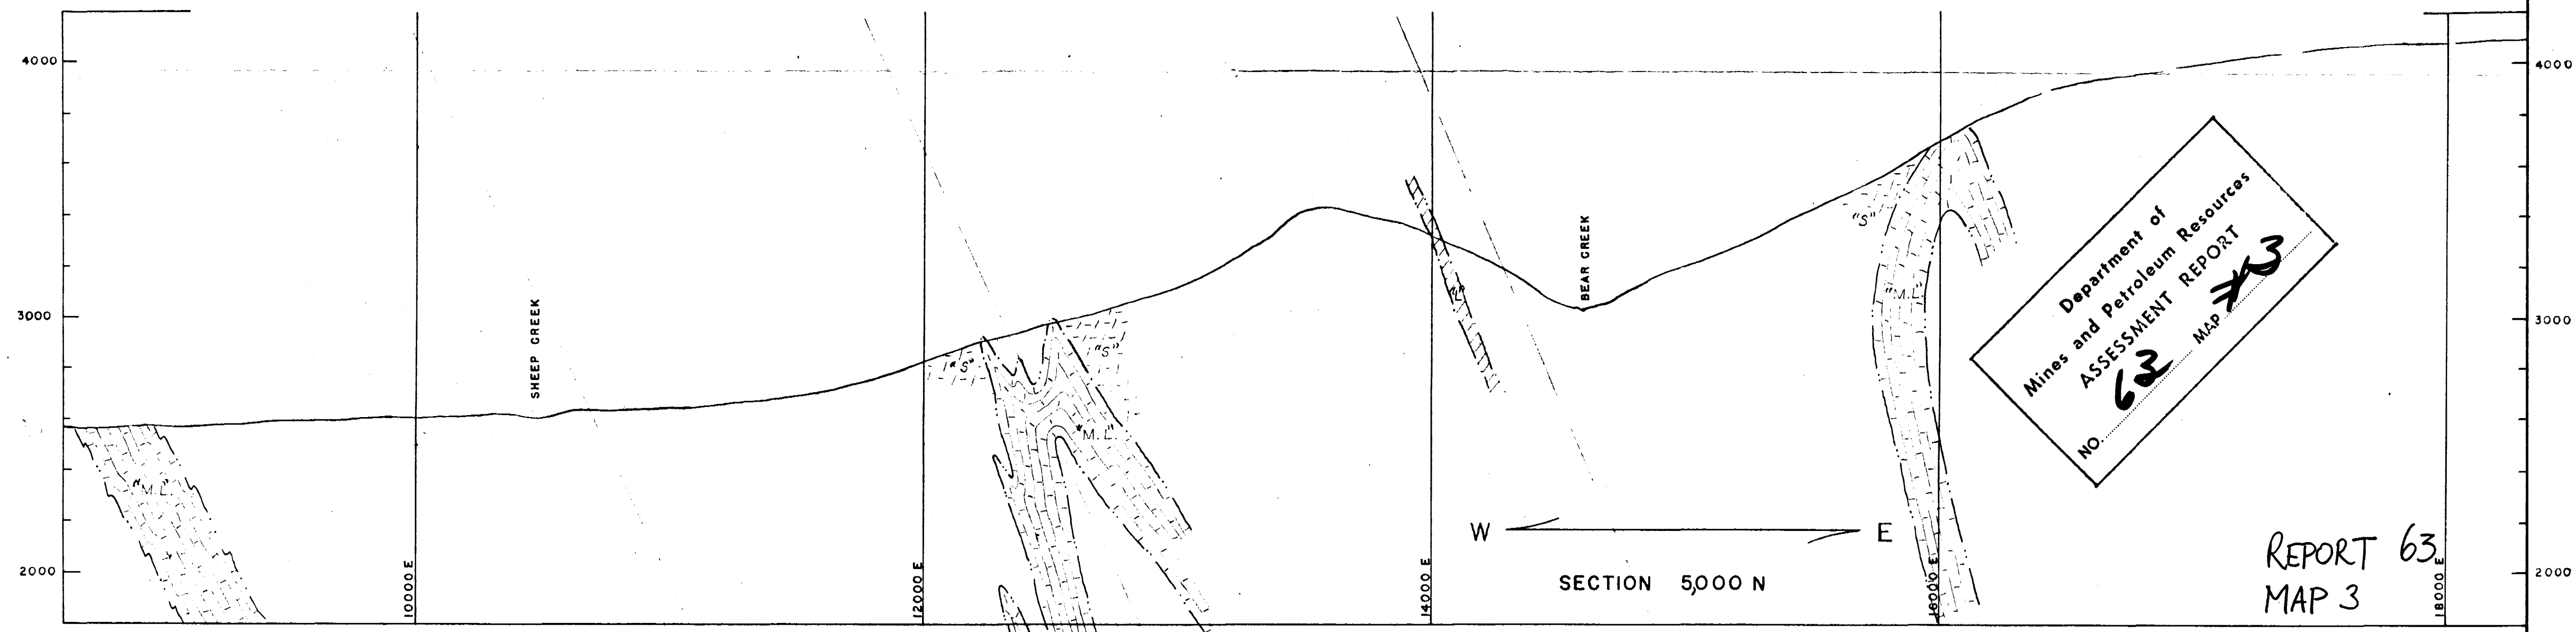 4000
3000
2000
SHEEP CREEK
BEAR CREEK
"M.L."
"S"
"S"
"M.L."
"L"
"S"
"M.L."
10000 E
12000 E
14000 E
16000 E
18000 E
W E
SECTION 5,000 N
Department of
Mines and Petroleum Resources
ASSESSMENT REPORT
NO. 63 MAP #3
REPORT 63
MAP 3
4000
3000
2000